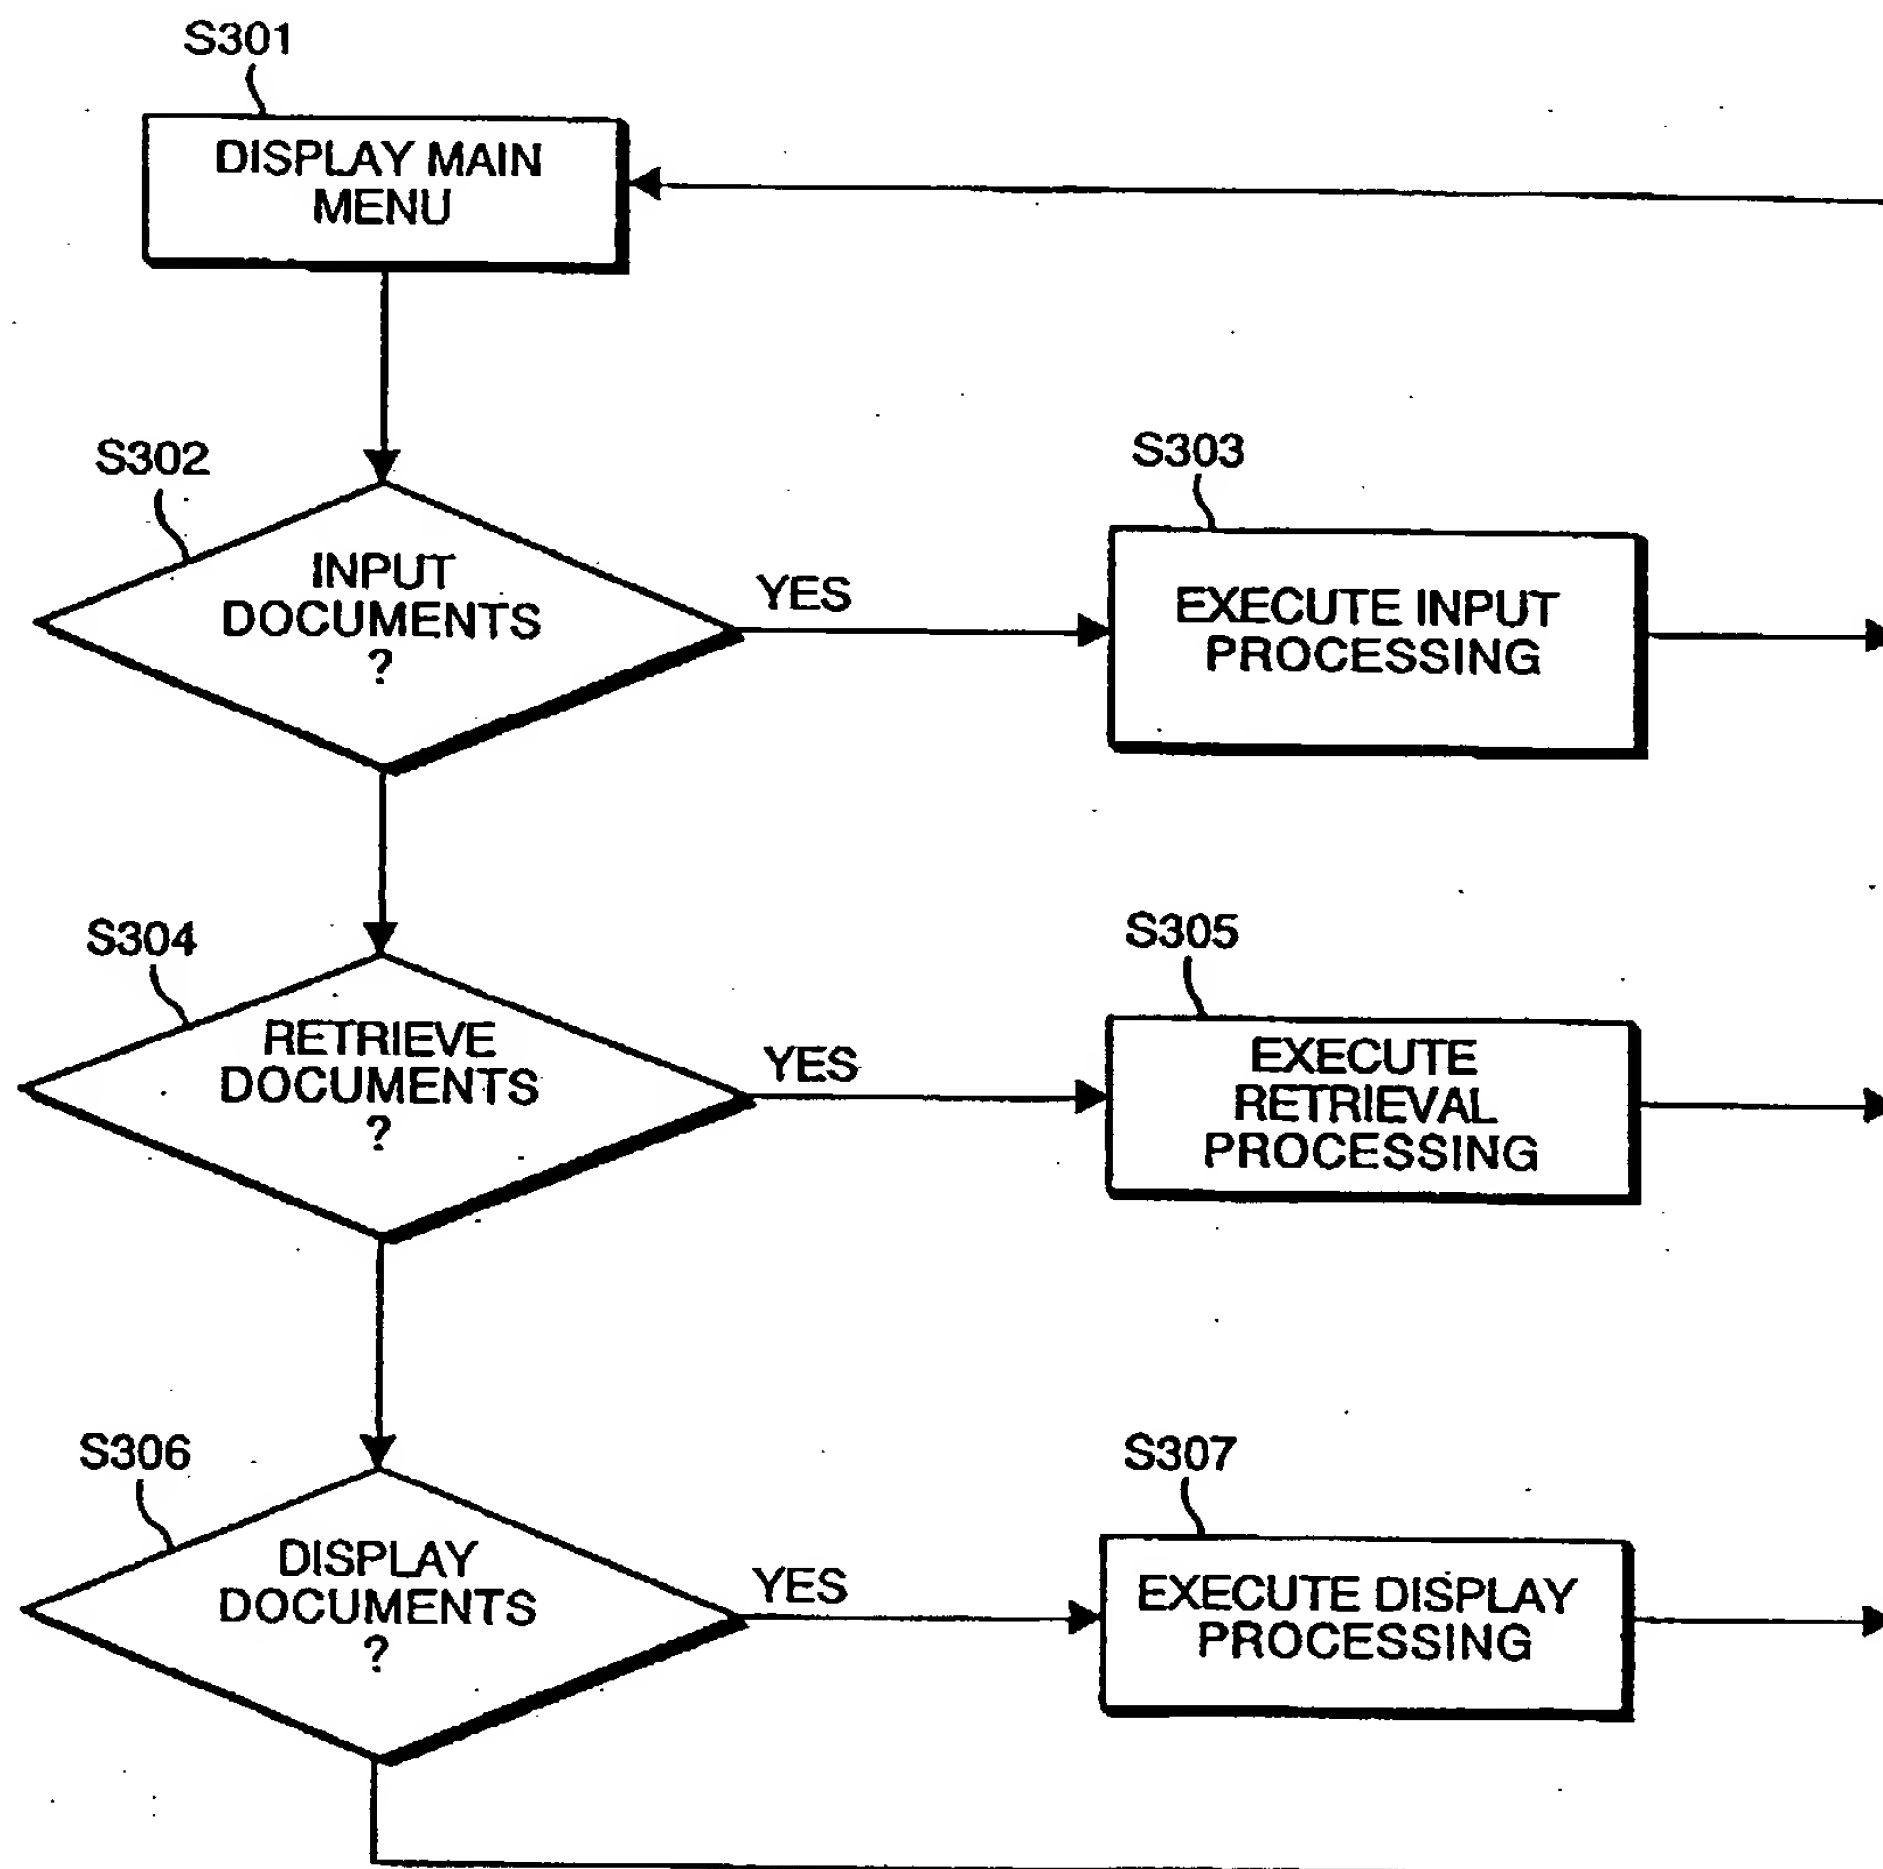 S301
DISPLAY MAIN
MENU
S302
INPUT
DOCUMENTS
?
YES
S303
EXECUTE INPUT
PROCESSING
S304
RETRIEVE
DOCUMENTS
?
YES
S305
EXECUTE
RETRIEVAL
PROCESSING
S306
DISPLAY
DOCUMENTS
?
YES
S307
EXECUTE DISPLAY
PROCESSING